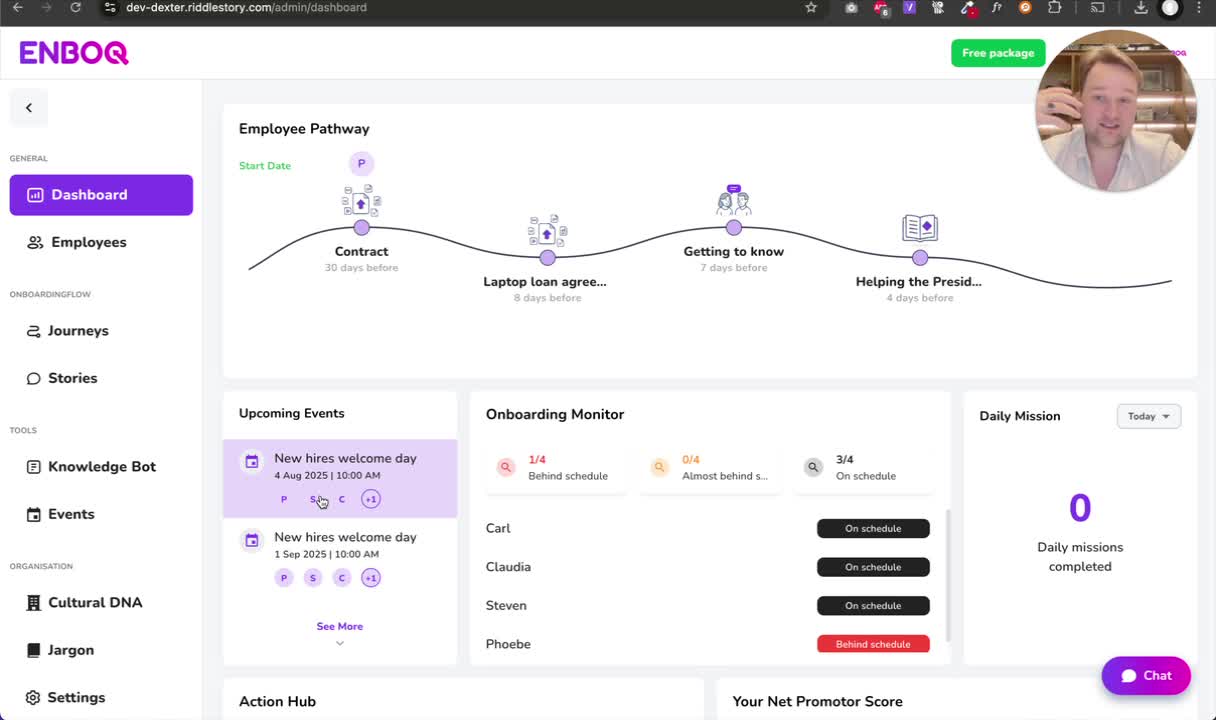 dev-dexter.riddlestory.com/admin/dashboard
6
ENBOQ
Free package
GENERAL
Dashboard
Employees
ONBOARDINGFLOW
Journeys
Stories
TOOLS
Knowledge Bot
Events
ORGANISATION
Cultural DNA
Jargon
Settings
Employee Pathway
Start Date
P
Contract
30 days before
Laptop loan agree...
8 days before
Getting to know
7 days before
Helping the Presid...
4 days before
Upcoming Events
New hires welcome day
4 Aug 2025 | 10:00 AM
P S C +1
New hires welcome day
1 Sep 2025 | 10:00 AM
P S C +1
See More
Onboarding Monitor
1/4
Behind schedule
0/4
Almost behind s...
3/4
On schedule
Carl On schedule
Claudia On schedule
Steven On schedule
Phoebe Behind schedule
Daily Mission
Today
0
Daily missions
completed
Chat
Action Hub
Your Net Promotor Score